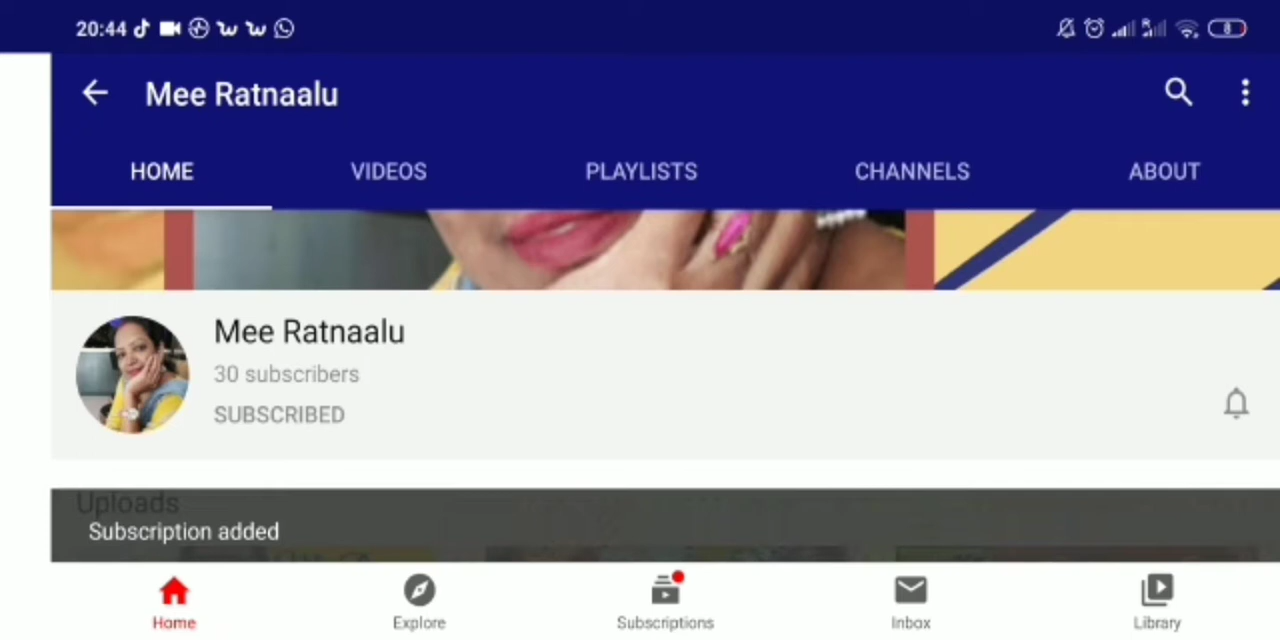 20:44
8
Mee Ratnaalu
HOME VIDEOS PLAYLISTS CHANNELS ABOUT
Mee Ratnaalu
30 subscribers
SUBSCRIBED
Uploads
Subscription added
Home Explore Subscriptions Inbox Library